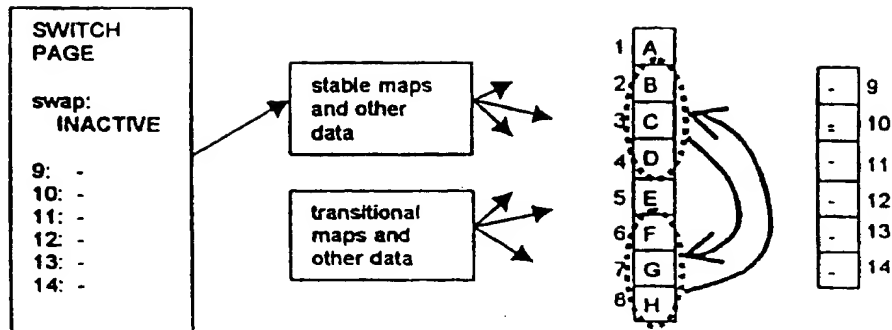 SWITCH
PAGE
swap:
INACTIVE
9: -
10: -
11: -
12: -
13: -
14: -
stable maps
and other
data
transitional
maps and
other data
1 A
2 B
3 C
4 D
5 E
6 F
7 G
8 H
- 9
- 10
- 11
- 12
- 13
- 14